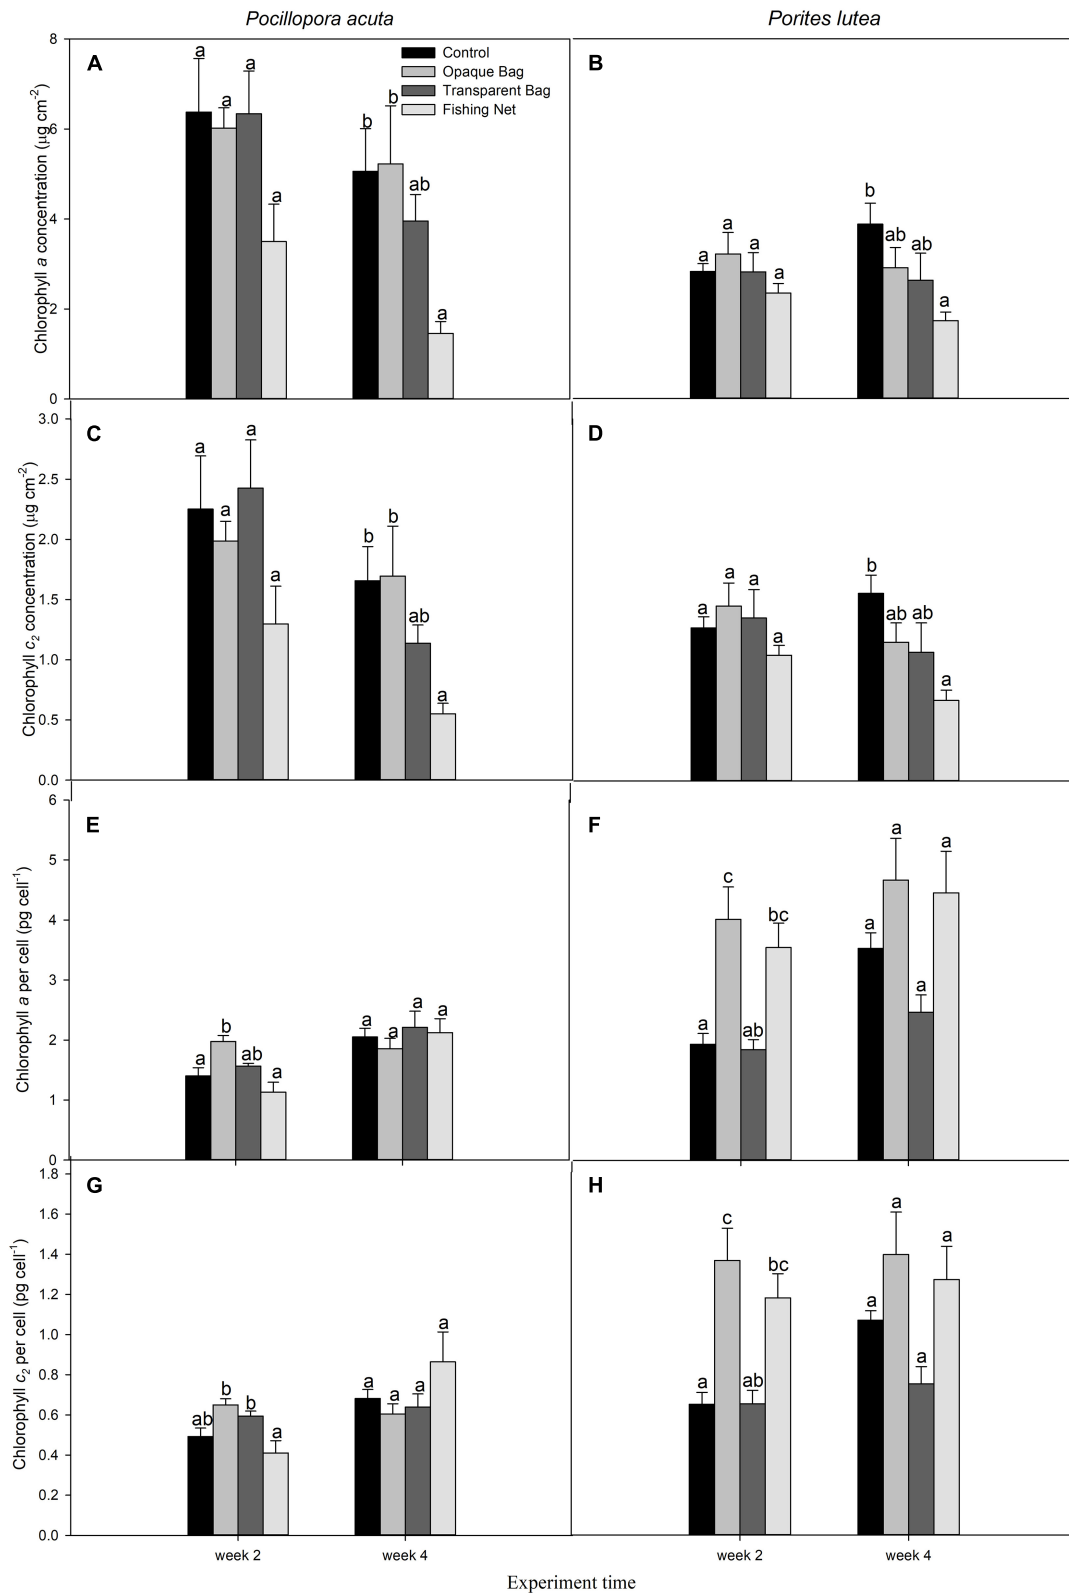 Pocillopora acuta
Porites lutea
A
Control
Opaque Bag
Transparent Bag
Fishing Net
Chlorophyll a concentration (µg cm-2)
8
6
4
2
0
a
a
a
a
b
b
ab
a
B
a
a
a
a
b
ab
ab
a
C
Chlorophyll c2 concentration (µg cm-2)
3.0
2.5
2.0
1.5
1.0
0.5
0.0
a
a
a
a
b
b
ab
a
D
a
a
a
a
b
ab
ab
a
E
Chlorophyll a per cell (pg cell-1)
6
5
4
3
2
1
0
a
b
ab
a
a
a
a
a
F
a
c
ab
bc
a
a
a
a
G
Chlorophyll c2 per cell (pg cell-1)
1.8
1.6
1.4
1.2
1.0
0.8
0.6
0.4
0.2
0.0
ab
b
b
a
a
a
a
a
H
a
c
ab
bc
a
a
a
a
week 2
week 4
week 2
week 4
Experiment time